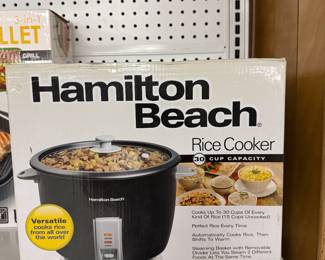 3-in-1
LLET
GRILL
Hamilton
Beach®
Rice Cooker
30 CUP CAPACITY
Hamilton Beach
Versatile
cooks rice
from all over
the world!
Cooks Up To 30 Cups Of Every
Kind Of Rice (15 Cups Uncooked)
Perfect Rice Every Time
Automatically Cooks Rice, Then
Shifts To Warm
Steaming Basket with Removable
Divider Lets You Steam 2 Different
Foods At The Same Time